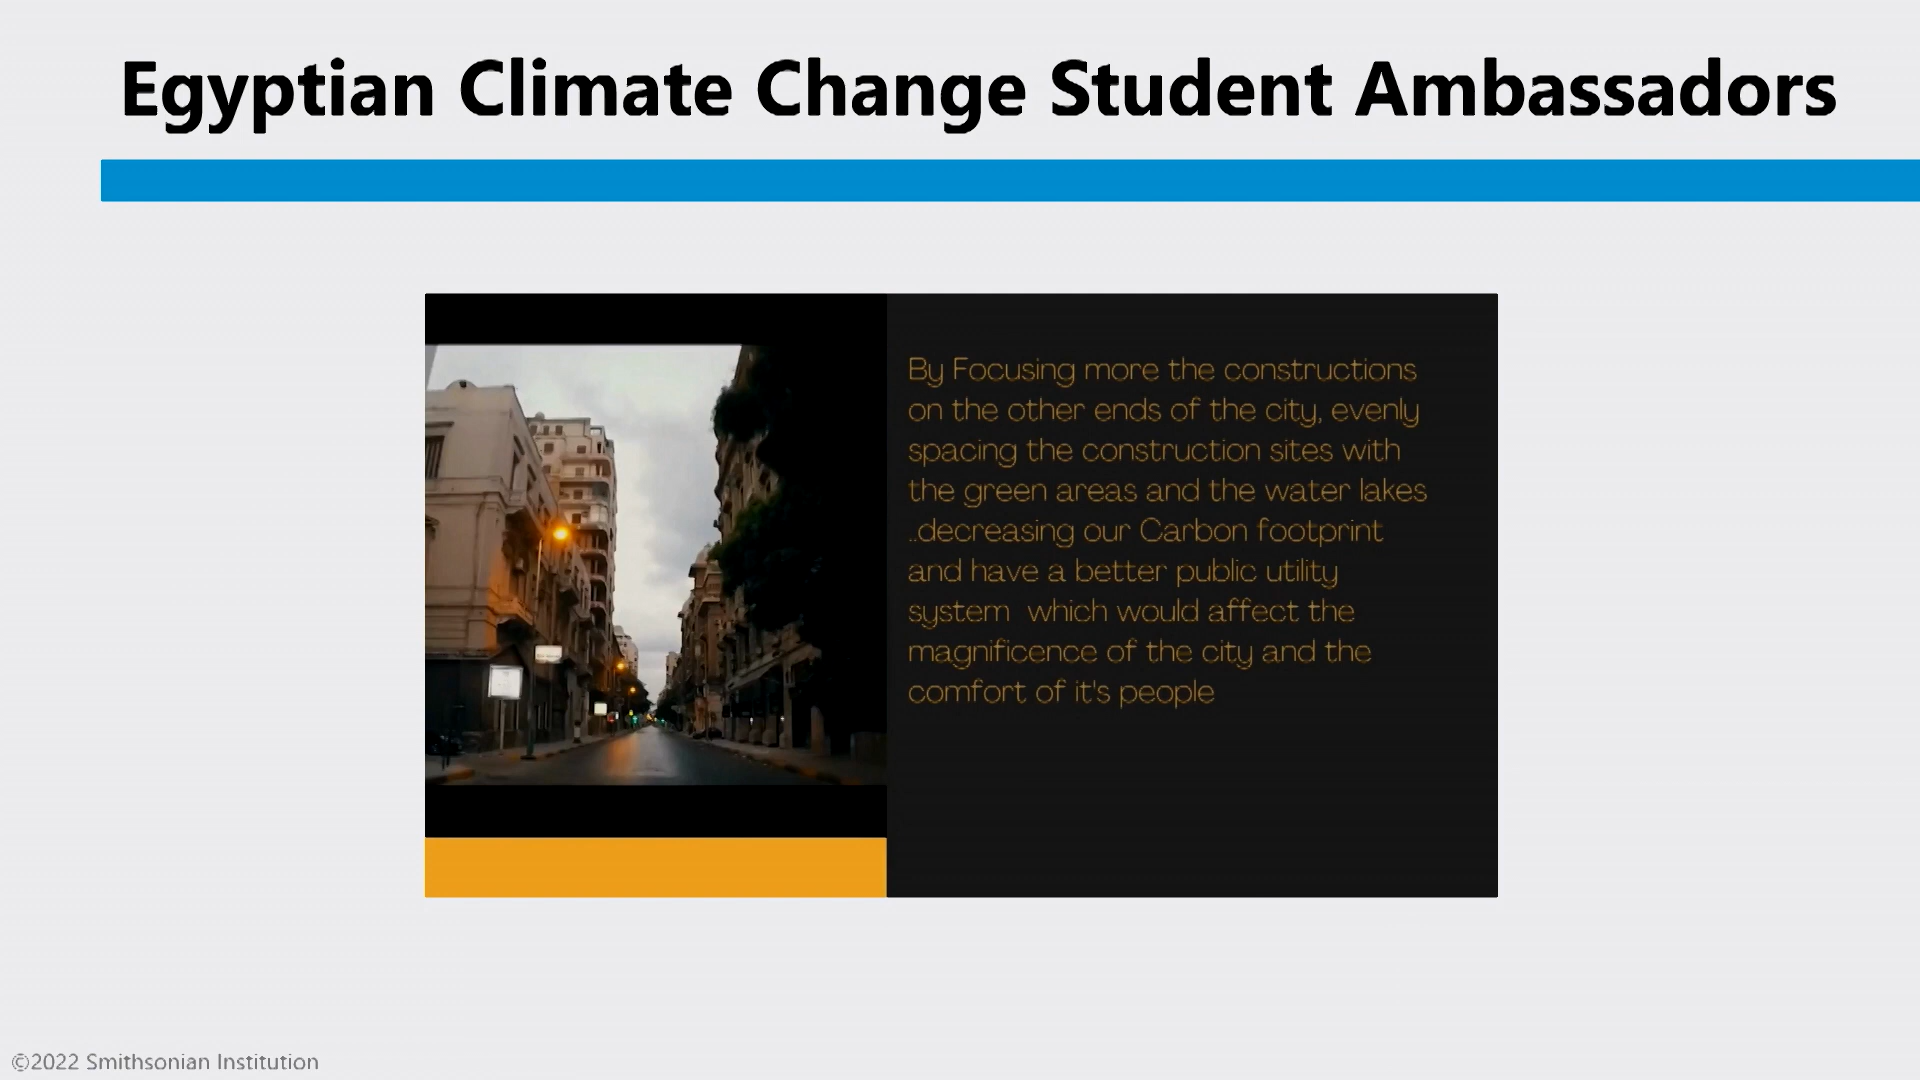 Egyptian Climate Change Student Ambassadors
By Focusing more the constructions
on the other ends of the city, evenly
spacing the construction sites with
the green areas and the water lakes
..decreasing our Carbon footprint
and have a better public utility
system  which would affect the
magnificence of the city and the
comfort of it's people
©2022 Smithsonian Institution